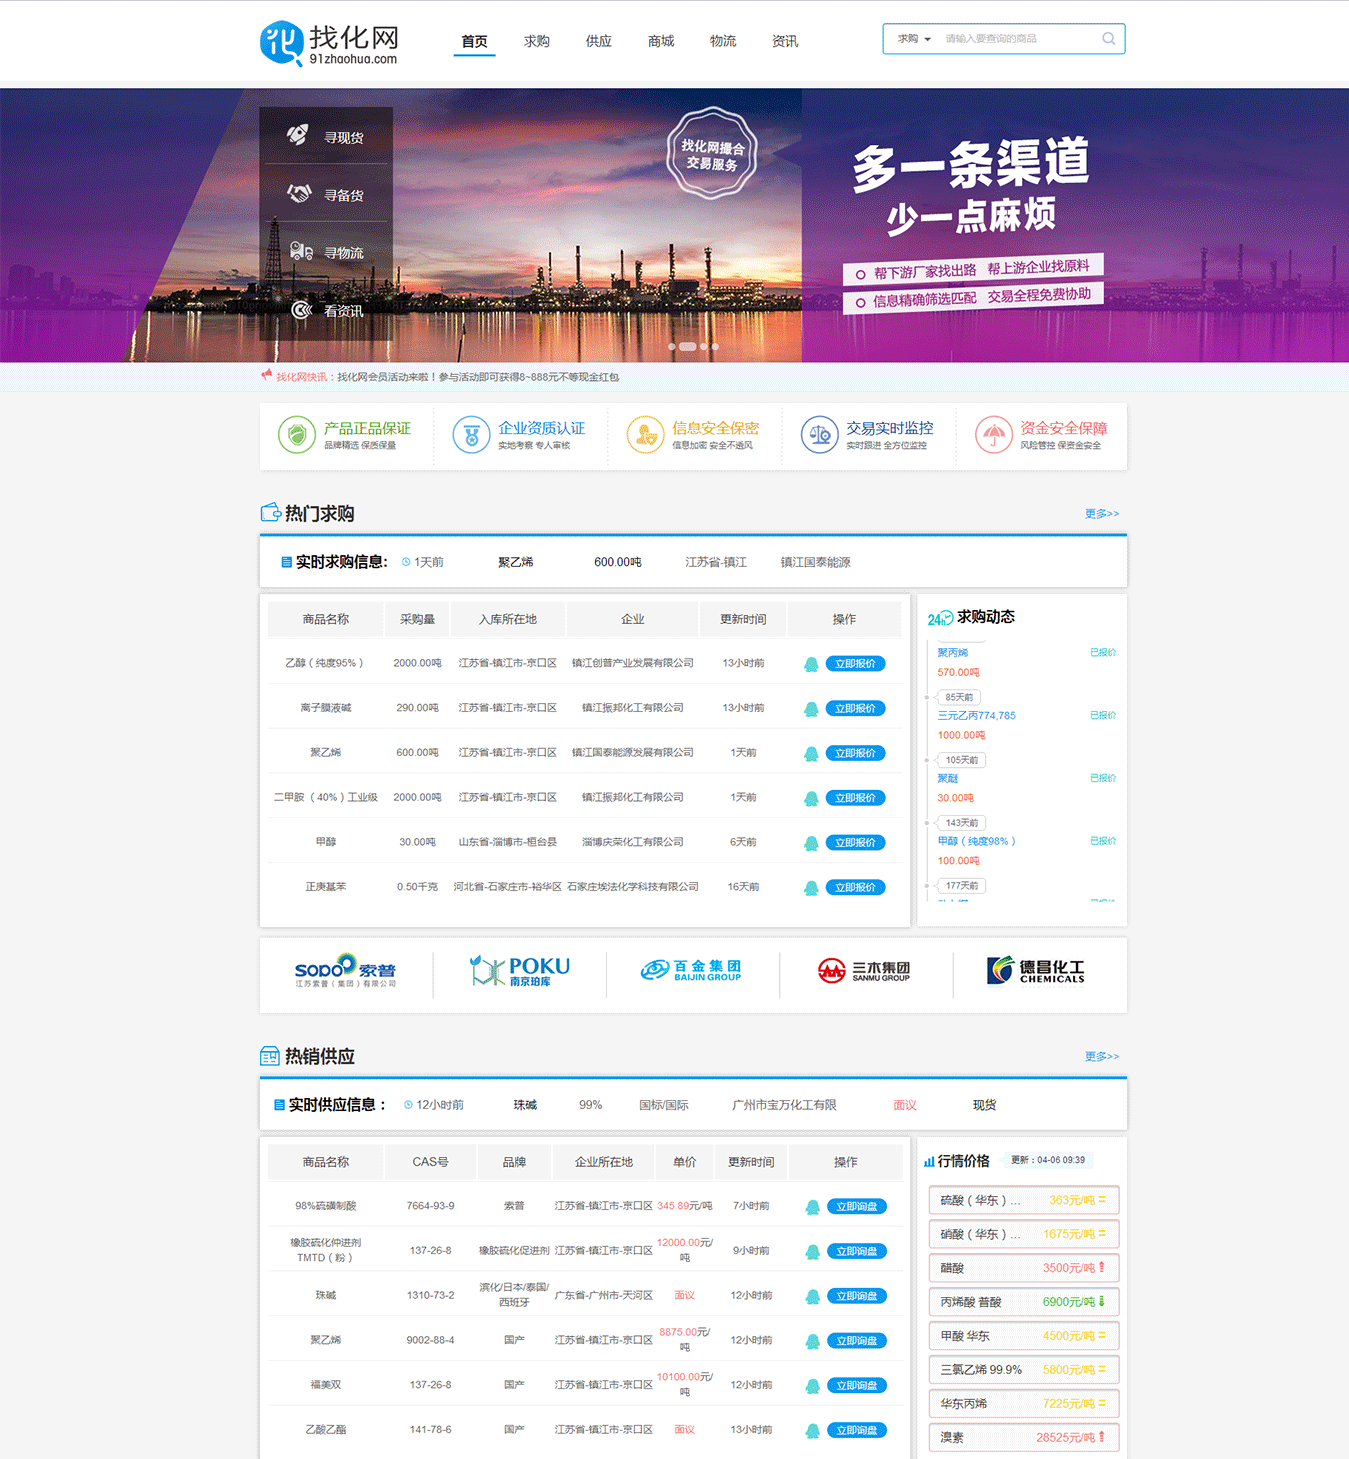 找化网
91zhaohua.com
首页 求购 供应 商城 物流 资讯
求购 请输入要查询的商品
寻现货
寻备货
寻物流
看资讯
找化网撮合
交易服务
多一条渠道
少一点麻烦
帮下游厂家找出路 帮上游企业找原料
信息精确筛选匹配 交易全程免费协助
找化网快讯：找化网会员活动来啦！参与活动即可获得8~888元不等现金红包
产品正品保证
品牌精选 保质保量
企业资质认证
实地考察 专人审核
信息安全保密
信息加密 安全不透风
交易实时监控
实时跟进 全方位监控
资金安全保障
风险管控 保资金安全
热门求购 更多>>
实时求购信息: 1天前 聚乙烯 600.00吨 江苏省-镇江 镇江国泰能源
商品名称 采购量 入库所在地 企业 更新时间 操作
乙醇（纯度95%） 2000.00吨 江苏省-镇江市-京口区 镇江创普产业发展有限公司 13小时前 立即报价
离子膜液碱 290.00吨 江苏省-镇江市-京口区 镇江振邦化工有限公司 13小时前 立即报价
聚乙烯 600.00吨 江苏省-镇江市-京口区 镇江国泰能源发展有限公司 1天前 立即报价
二甲胺 （40%）工业级 2000.00吨 江苏省-镇江市-京口区 镇江振邦化工有限公司 1天前 立即报价
甲醇 30.00吨 山东省-淄博市-桓台县 淄博庆荣化工有限公司 6天前 立即报价
正庚基苯 0.50千克 河北省-石家庄市-裕华区 石家庄埃法化学科技有限公司 16天前 立即报价
24h 求购动态
聚丙烯 已报价
570.00吨
85天前
三元乙丙774,785 已报价
1000.00吨
105天前
聚醚 已报价
30.00吨
143天前
甲醇（纯度98%） 已报价
100.00吨
177天前
SOPO 索普
江苏索普（集团）有限公司
POKU
南京珀库
百金集团
BAIJIN GROUP
三木集团
SANMU GROUP
德昌化工
CHEMICALS
热销供应 更多>>
实时供应信息： 12小时前 珠碱 99% 国标/国际 广州市宝万化工有限 面议 现货
商品名称 CAS号 品牌 企业所在地 单价 更新时间 操作
98%硫磺制酸 7664-93-9 索普 江苏省-镇江市-京口区 345.89元/吨 7小时前 立即询盘
橡胶硫化促进剂TMTD（粉） 137-26-8 橡胶硫化促进剂 江苏省-镇江市-京口区 12000.00元/吨 9小时前 立即询盘
珠碱 1310-73-2 滨化/日本/泰国/西班牙 广东省-广州市-天河区 面议 12小时前 立即询盘
聚乙烯 9002-88-4 国产 江苏省-镇江市-京口区 8875.00元/吨 12小时前 立即询盘
福美双 137-26-8 国产 江苏省-镇江市-京口区 10100.00元/吨 12小时前 立即询盘
乙酸乙酯 141-78-6 国产 江苏省-镇江市-京口区 面议 13小时前 立即询盘
行情价格 更新：04-06 09:39
硫酸（华东）... 363元/吨
硝酸（华东）... 1675元/吨
醋酸 3500元/吨
丙烯酸 普酸 6900元/吨
甲酸 华东 4500元/吨
三氯乙烯 99.9% 5800元/吨
华东丙烯 7225元/吨
溴素 28525元/吨